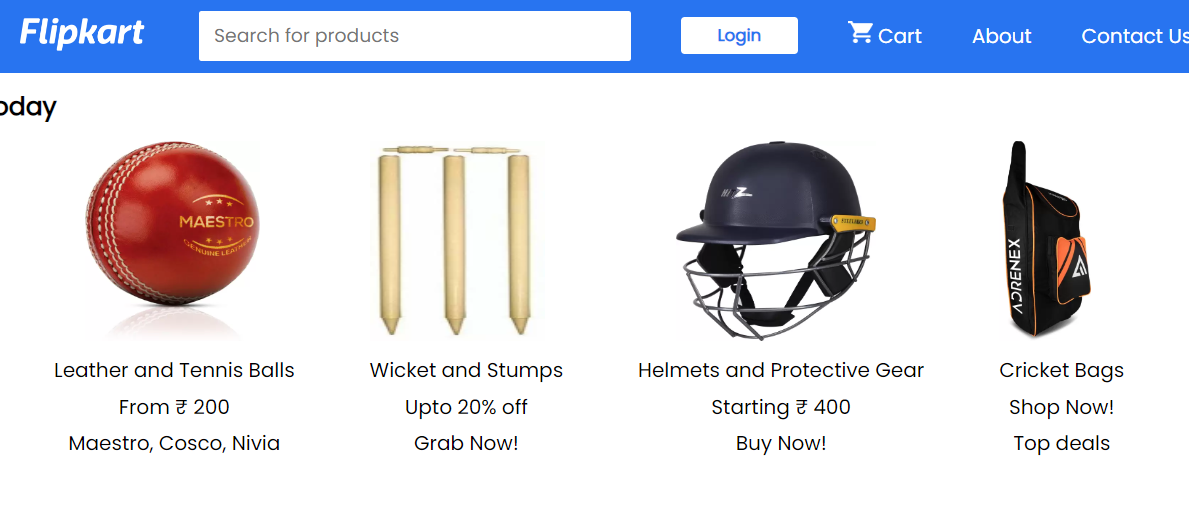 Flipkart
Search for products
Login
Cart
About
Contact Us
oday
MAESTRO
GENUINE LEATHER
ADRENEX
Leather and Tennis Balls
Wicket and Stumps
Helmets and Protective Gear
Cricket Bags
From ₹ 200
Upto 20% off
Starting ₹ 400
Shop Now!
Maestro, Cosco, Nivia
Grab Now!
Buy Now!
Top deals